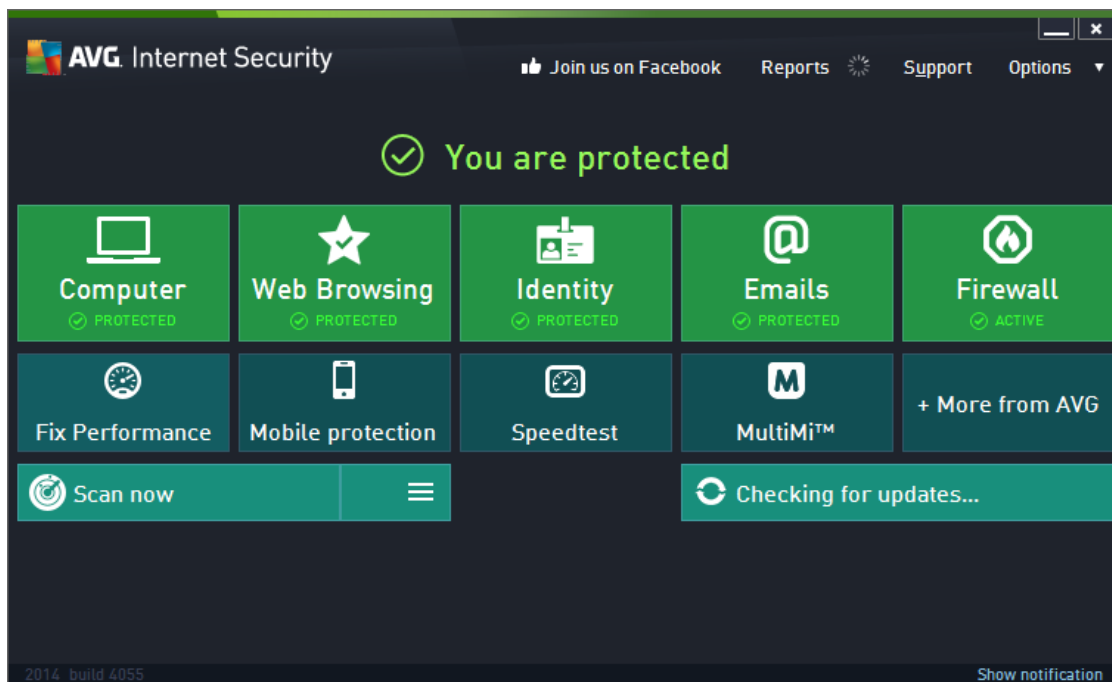 AVG. Internet Security
Join us on Facebook
Reports
Support
Options
You are protected
Computer
PROTECTED
Web Browsing
PROTECTED
Identity
PROTECTED
Emails
PROTECTED
Firewall
ACTIVE
Fix Performance
Mobile protection
Speedtest
MultiMi™
+ More from AVG
Scan now
Checking for updates...
2014 build 4055
Show notification